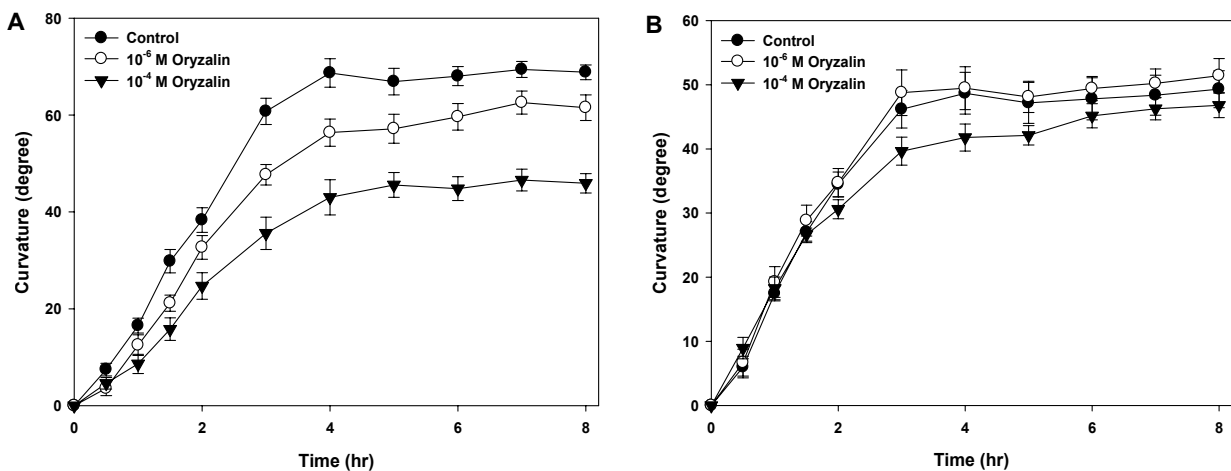 A
Control
10⁻⁶ M Oryzalin
10⁻⁴ M Oryzalin
Curvature (degree)
80
60
40
20
0
0 2 4 6 8
Time (hr)
B
Control
10⁻⁶ M Oryzalin
10⁻⁴ M Oryzalin
Curvature (degree)
60
50
40
30
20
10
0
0 2 4 6 8
Time (hr)